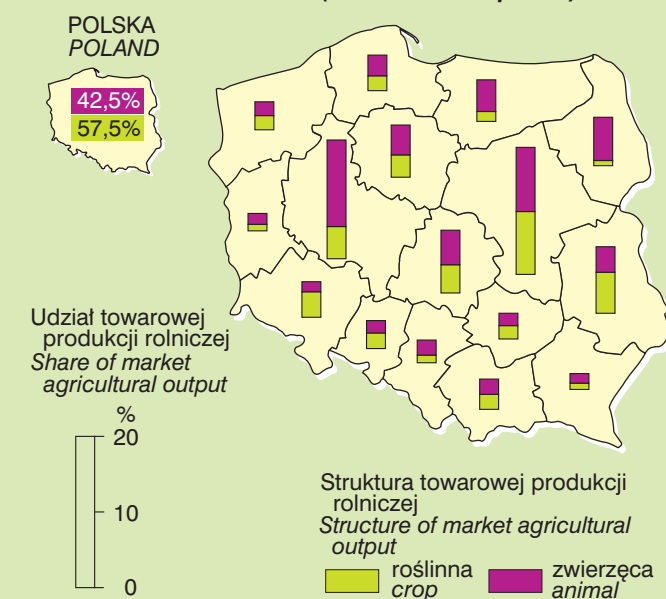 POLSKA
POLAND
42,5%
57,5%
Udział towarowej
produkcji rolniczej
Share of market
agricultural output
%
20
10
0
Struktura towarowej produkcji
rolniczej
Structure of market agricultural
output
roślinna
crop
zwierzęca
animal